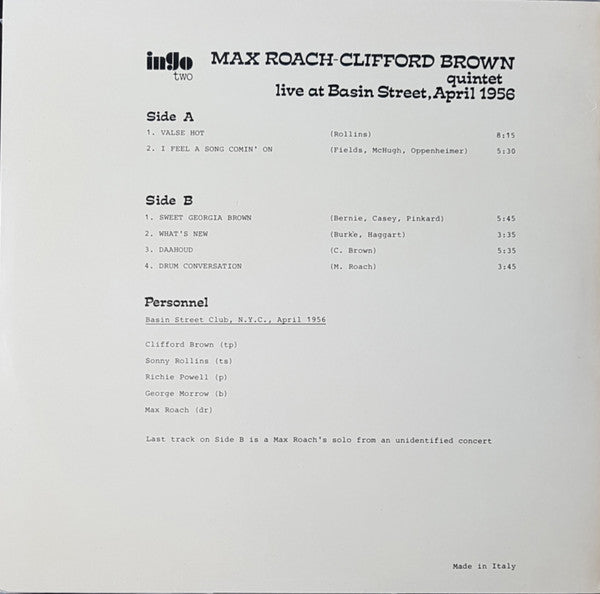 ingo MAX ROACH-CLIFFORD BROWN
two quintet
live at Basin Street, April 1956
Side A
1. VALSE HOT (Rollins) 8:15
2. I FEEL A SONG COMIN' ON (Fields, McHugh, Oppenheimer) 5:30
Side B
1. SWEET GEORGIA BROWN (Bernie, Casey, Pinkard) 5:45
2. WHAT'S NEW (Burke, Haggart) 3:35
3. DAAHOUD (C. Brown) 5:35
4. DRUM CONVERSATION (M. Roach) 3:45
Personnel
Basin Street Club, N.Y.C., April 1956
Clifford Brown (tp)
Sonny Rollins (ts)
Richie Powell (p)
George Morrow (b)
Max Roach (dr)
Last track on Side B is a Max Roach's solo from an unidentified concert
Made in Italy